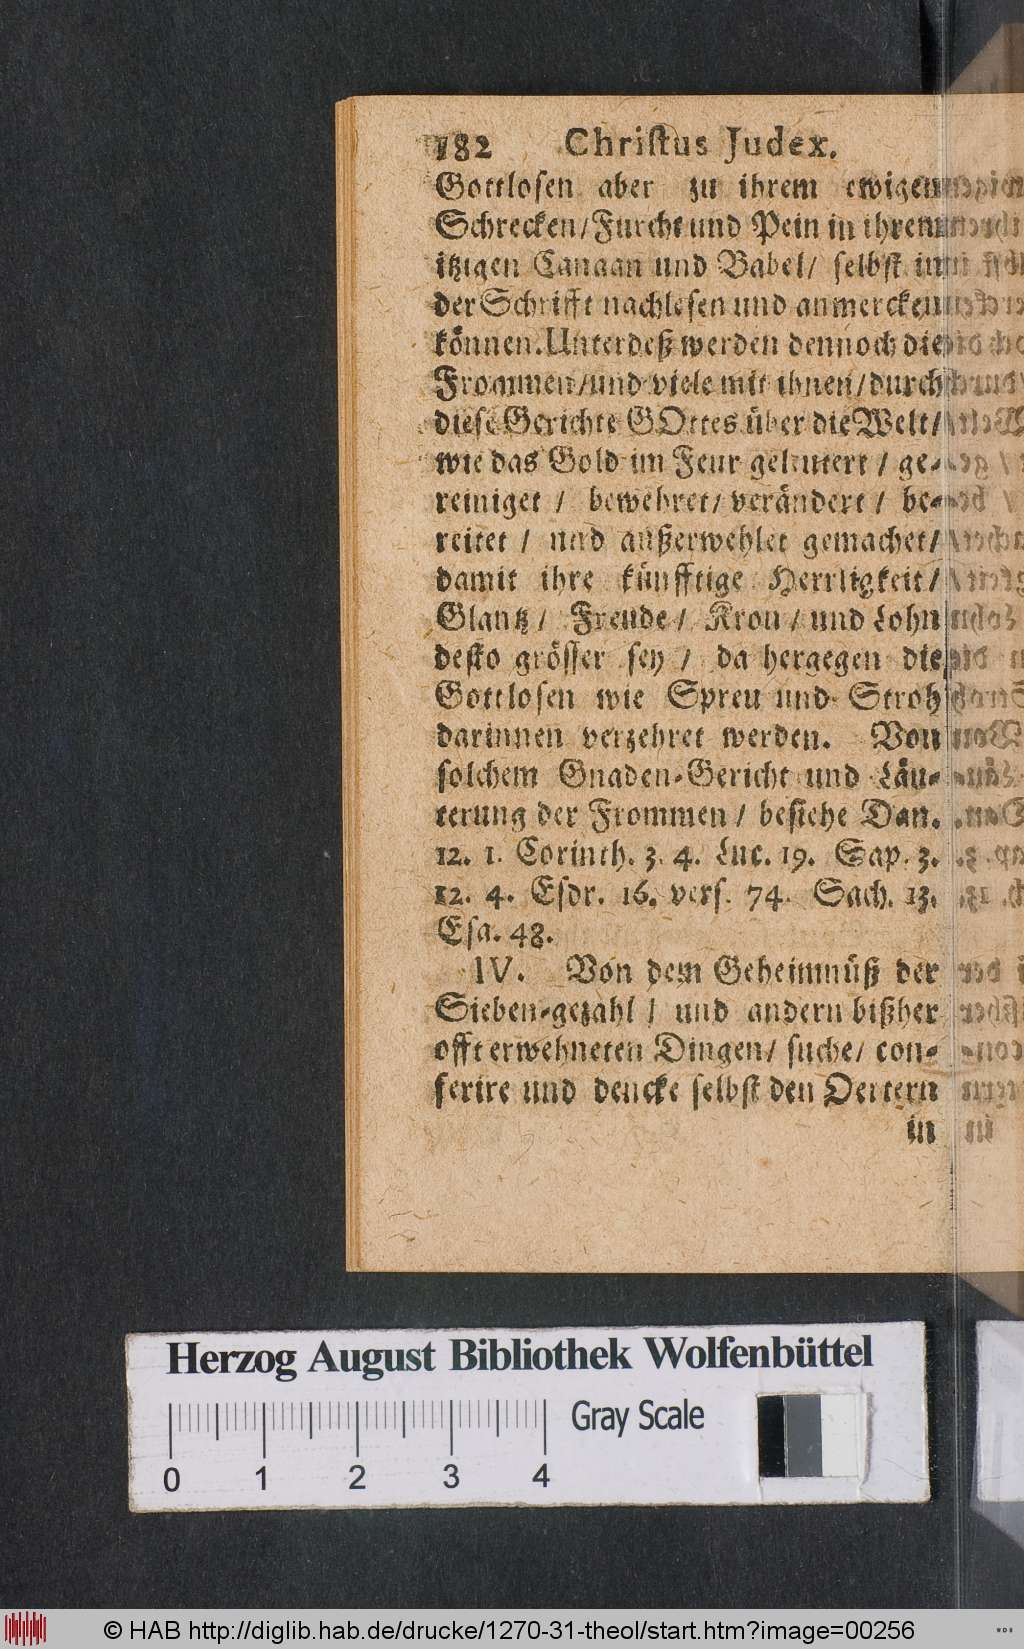 182 Christus Judex.
Gottlosen aber zu ihrem ewigen
Schrecken/Furcht und Pein in ihrem
itzigen Canaan und Babel/ selbst in
der Schrifft nachlesen und anmercken
können. Unterdeß werden dennoch die
Frommen/und viele mit ihnen/durch
diese Gerichte GOttes über die Welt/
wie das Gold im Feur geläutert / ge-
reiniget / bewehret/ verändert / be-
reitet / und außerwehlet gemachet/
damit ihre künfftige Herrligkeit/
Glantz / Freude / Kron / und Lohn
desto grösser sey / da hergegen die
Gottlosen wie Spreu und Stroh
darinnen verzehret werden. Von
solchem Gnaden-Gericht und Läu-
terung der Frommen / besiehe Dan.
12. 1. Corinth. 3. 4. Luc. 19. Sap. 3.
12. 4. Esdr. 16. vers. 74. Sach. 13.
Esa. 48.
IV. Von dem Geheimnüß der
Sieben-gezahl / und andern bißher
offt erwehneten Dingen/ suche/ con-
ferire und dencke selbst den Oertern
in
Herzog August Bibliothek Wolfenbüttel
Gray Scale
0 1 2 3 4
© HAB http://diglib.hab.de/drucke/1270-31-theol/start.htm?image=00256